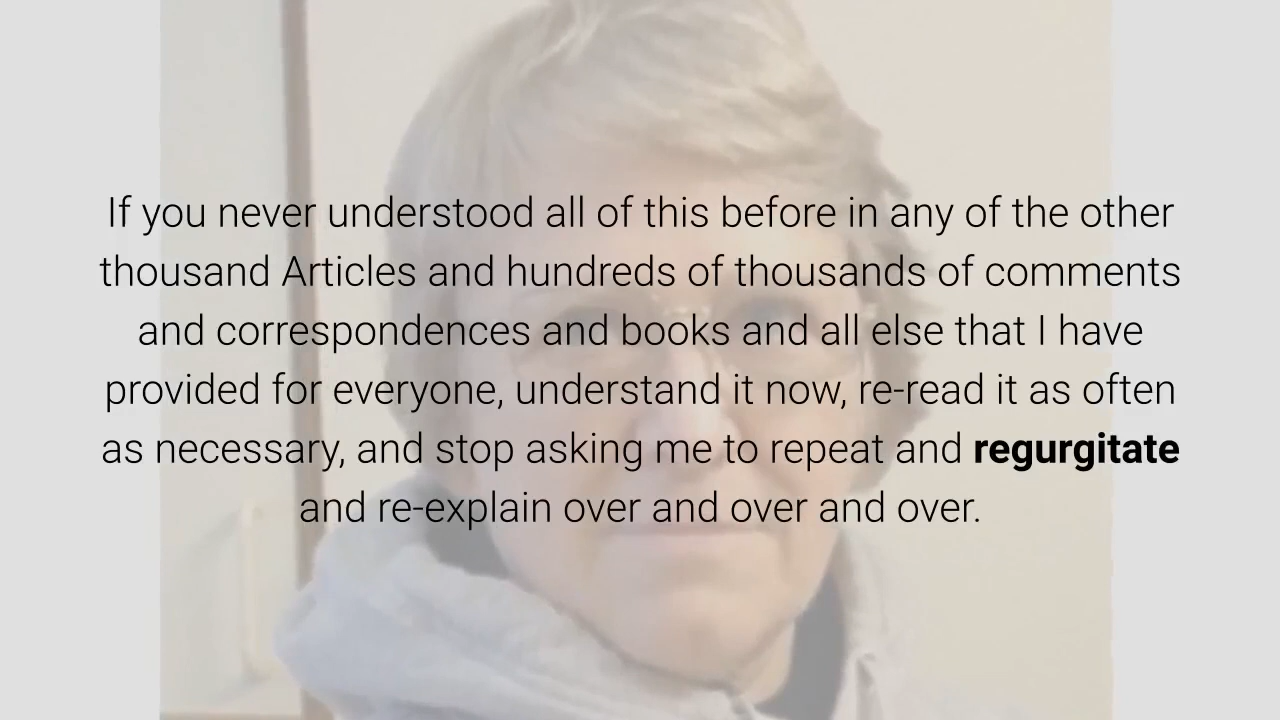 If you never understood all of this before in any of the other
thousand Articles and hundreds of thousands of comments
and correspondences and books and all else that I have
provided for everyone, understand it now, re-read it as often
as necessary, and stop asking me to repeat and regurgitate
and re-explain over and over and over.